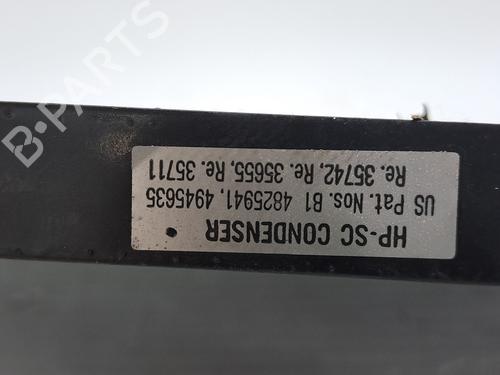 HP-SC CONDENSER
US Pat. Nos. B1 4825941, 4945635
Re. 35742, Re. 35655, Re. 35711
B-PARTS